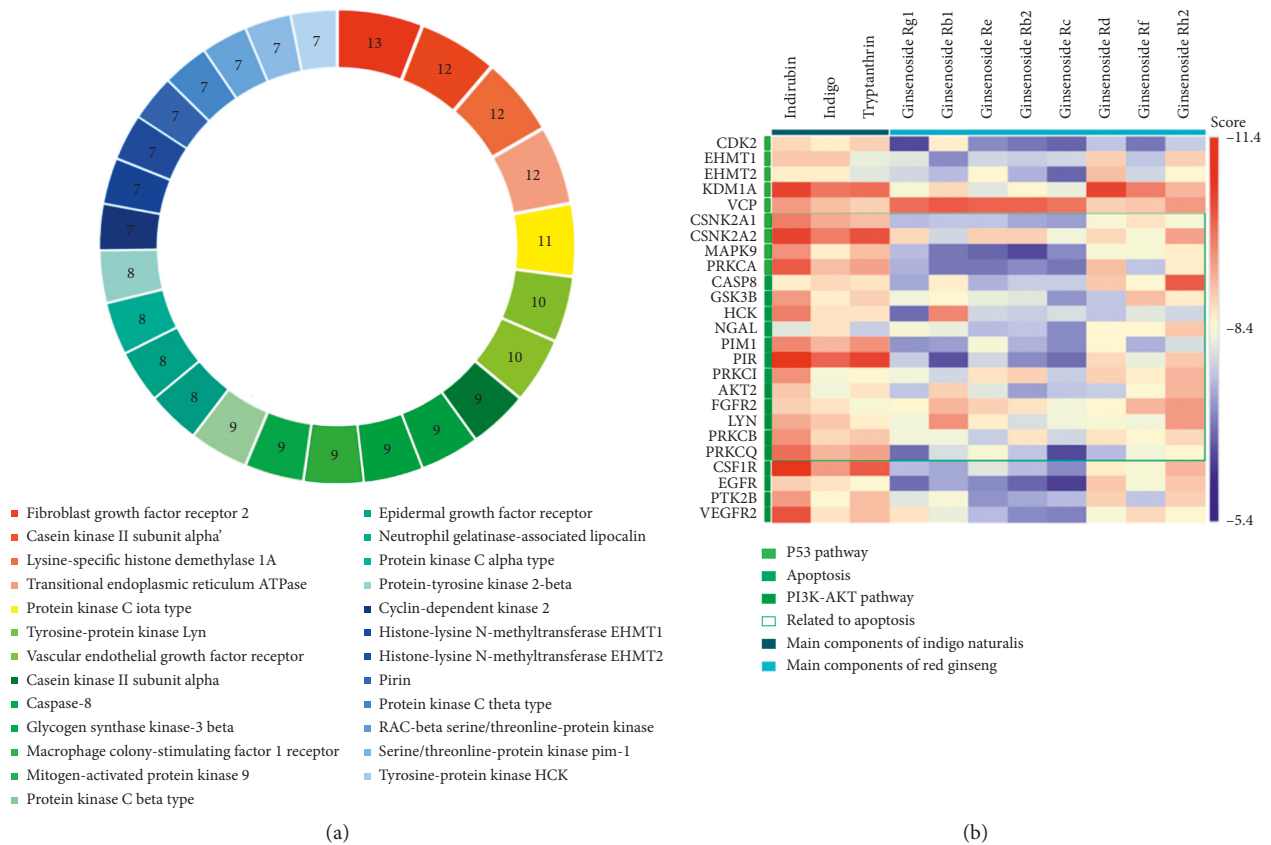 13
12
12
12
11
10
10
9
9
9
9
9
9
8
8
8
8
7
7
7
7
7
7
7
7
Fibroblast growth factor receptor 2
Casein kinase II subunit alpha'
Lysine-specific histone demethylase 1A
Transitional endoplasmic reticulum ATPase
Protein kinase C iota type
Tyrosine-protein kinase Lyn
Vascular endothelial growth factor receptor
Casein kinase II subunit alpha
Caspase-8
Glycogen synthase kinase-3 beta
Macrophage colony-stimulating factor 1 receptor
Mitogen-activated protein kinase 9
Protein kinase C beta type
Epidermal growth factor receptor
Neutrophil gelatinase-associated lipocalin
Protein kinase C alpha type
Protein-tyrosine kinase 2-beta
Cyclin-dependent kinase 2
Histone-lysine N-methyltransferase EHMT1
Histone-lysine N-methyltransferase EHMT2
Pirin
Protein kinase C theta type
RAC-beta serine/threonline-protein kinase
Serine/threonline-protein kinase pim-1
Tyrosine-protein kinase HCK
(a)
Indirubin
Indigo
Tryptanthrin
Ginsenoside Rg1
Ginsenoside Rb1
Ginsenoside Re
Ginsenoside Rb2
Ginsenoside Rc
Ginsenoside Rd
Ginsenoside Rf
Ginsenoside Rh2
Score
–11.4
–8.4
–5.4
CDK2
EHMT1
EHMT2
KDM1A
VCP
CSNK2A1
CSNK2A2
MAPK9
PRKCA
CASP8
GSK3B
HCK
NGAL
PIM1
PIR
PRKCI
AKT2
FGFR2
LYN
PRKCB
PRKCQ
CSF1R
EGFR
PTK2B
VEGFR2
P53 pathway
Apoptosis
PI3K-AKT pathway
Related to apoptosis
Main components of indigo naturalis
Main components of red ginseng
(b)